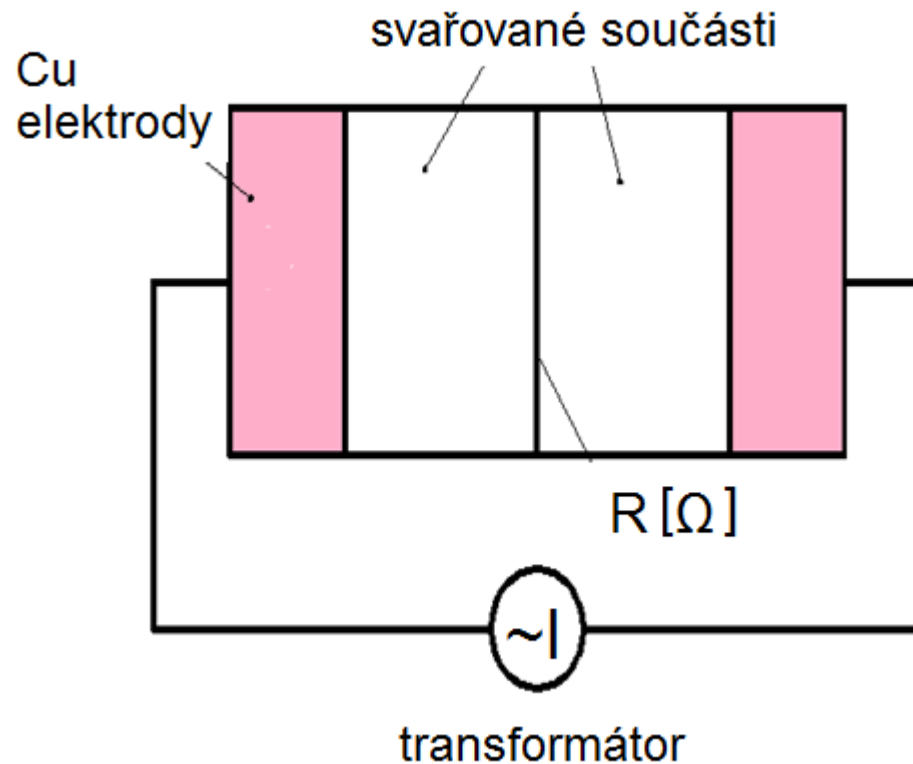 svařované součásti
Cu
elektrody
R [Ω]
~I
transformátor